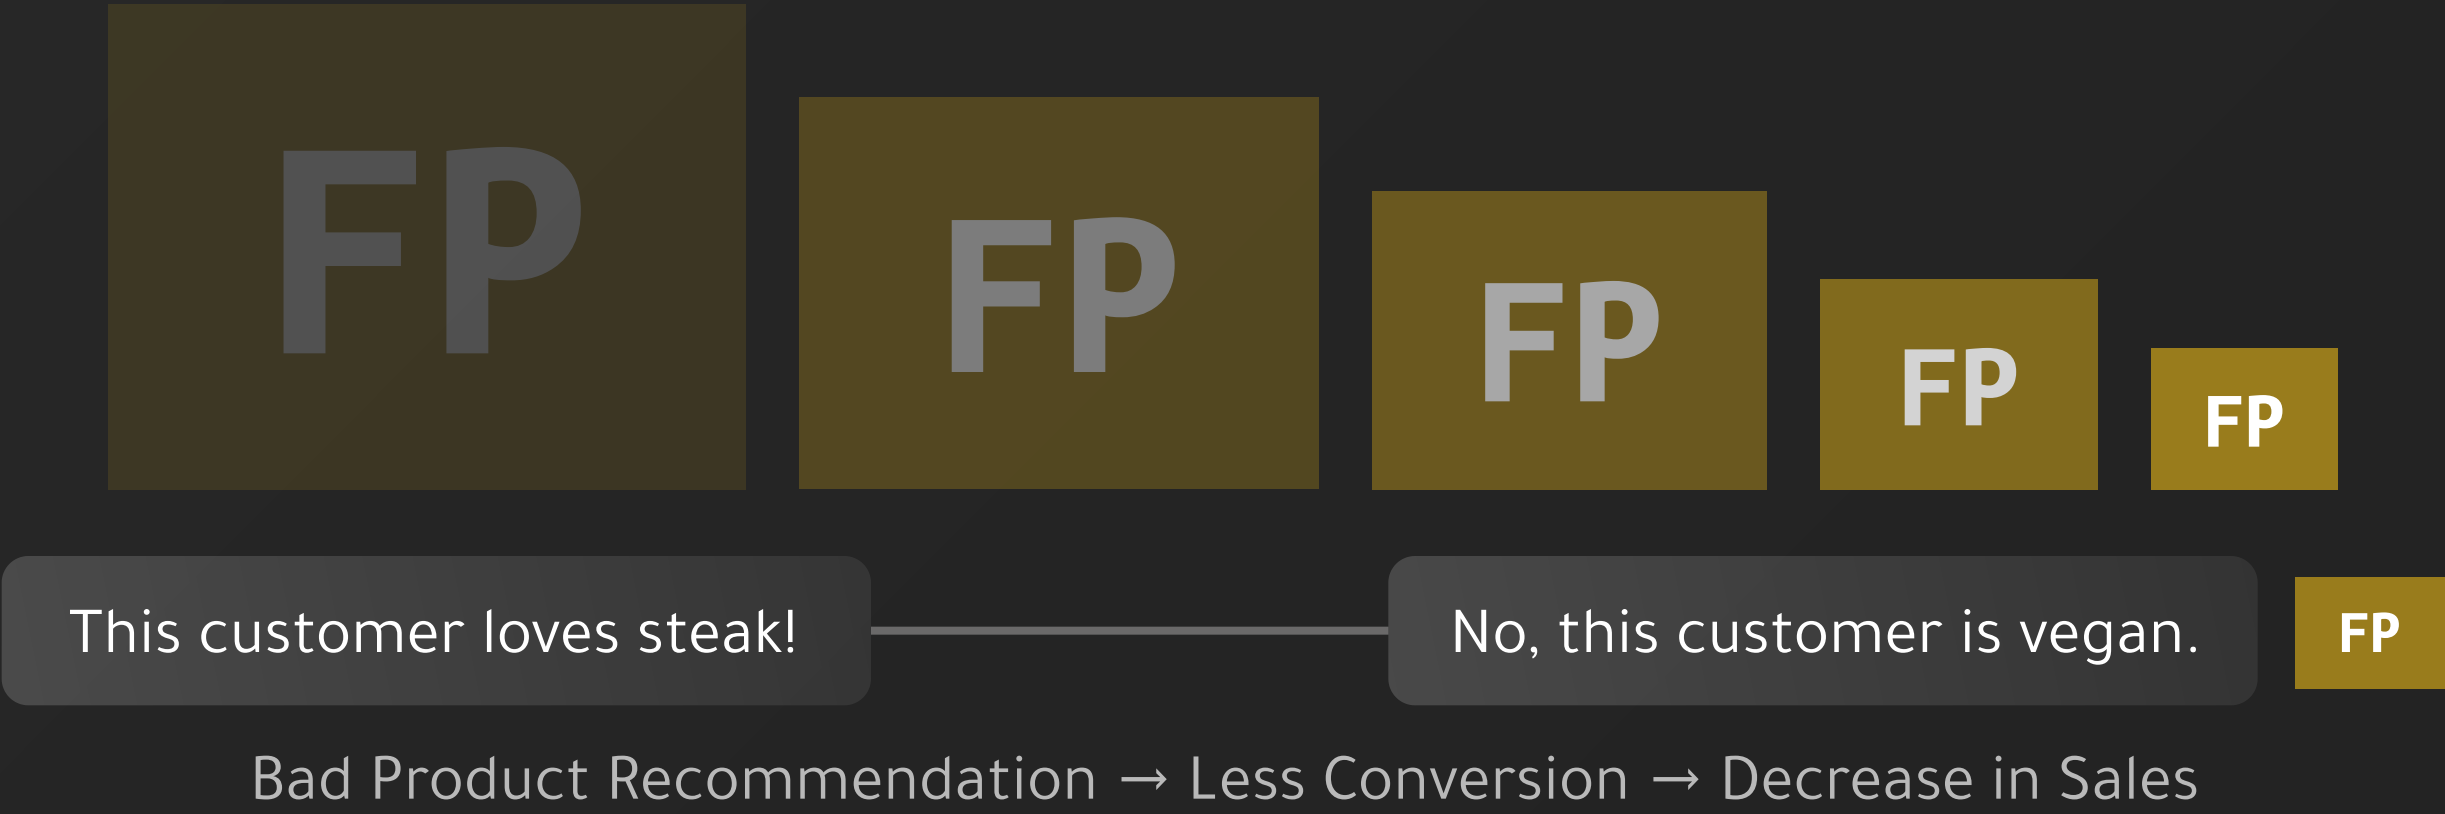 FP FP FP FP FP
This customer loves steak! No, this customer is vegan. FP
Bad Product Recommendation → Less Conversion → Decrease in Sales